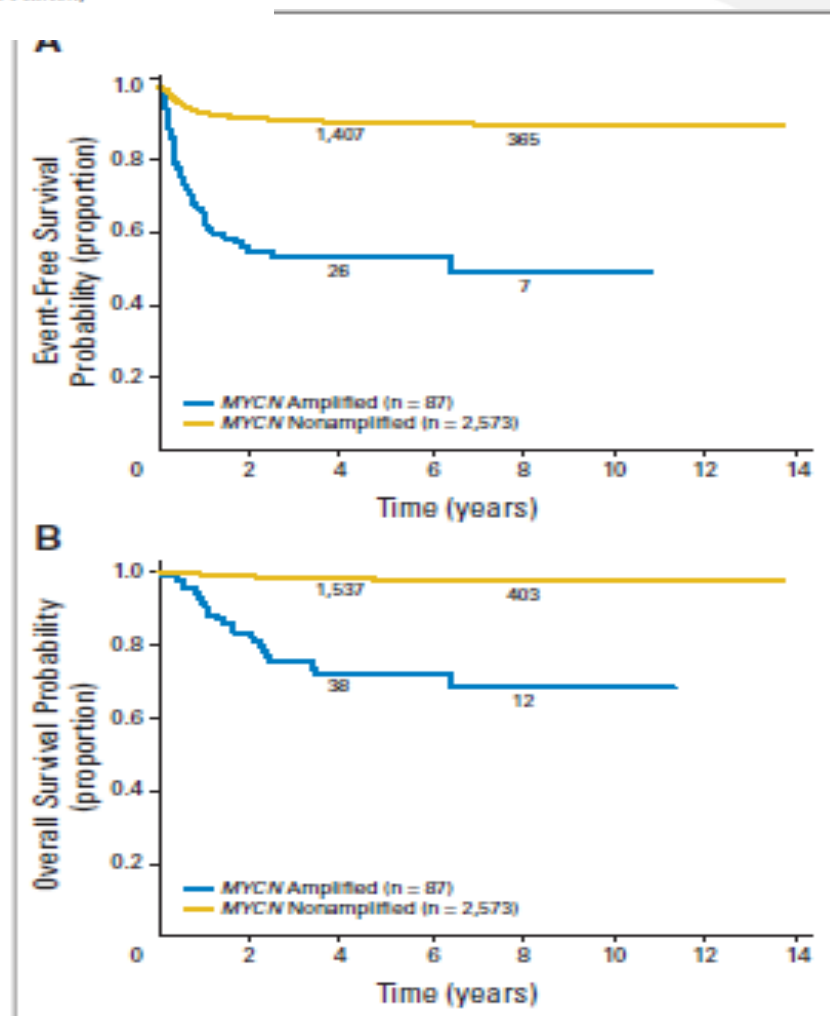 A
1.0
0.8
0.6
0.4
0.2
0
Event-Free Survival
Probability (proportion)
1,407
365
26
7
MYCN Amplified (n = 87)
MYCN Nonamplified (n = 2,573)
2 4 6 8 10 12 14
Time (years)
B
1.0
0.8
0.6
0.4
0.2
0
Overall Survival Probability
(proportion)
1,537
403
38
12
MYCN Amplified (n = 87)
MYCN Nonamplified (n = 2,573)
2 4 6 8 10 12 14
Time (years)